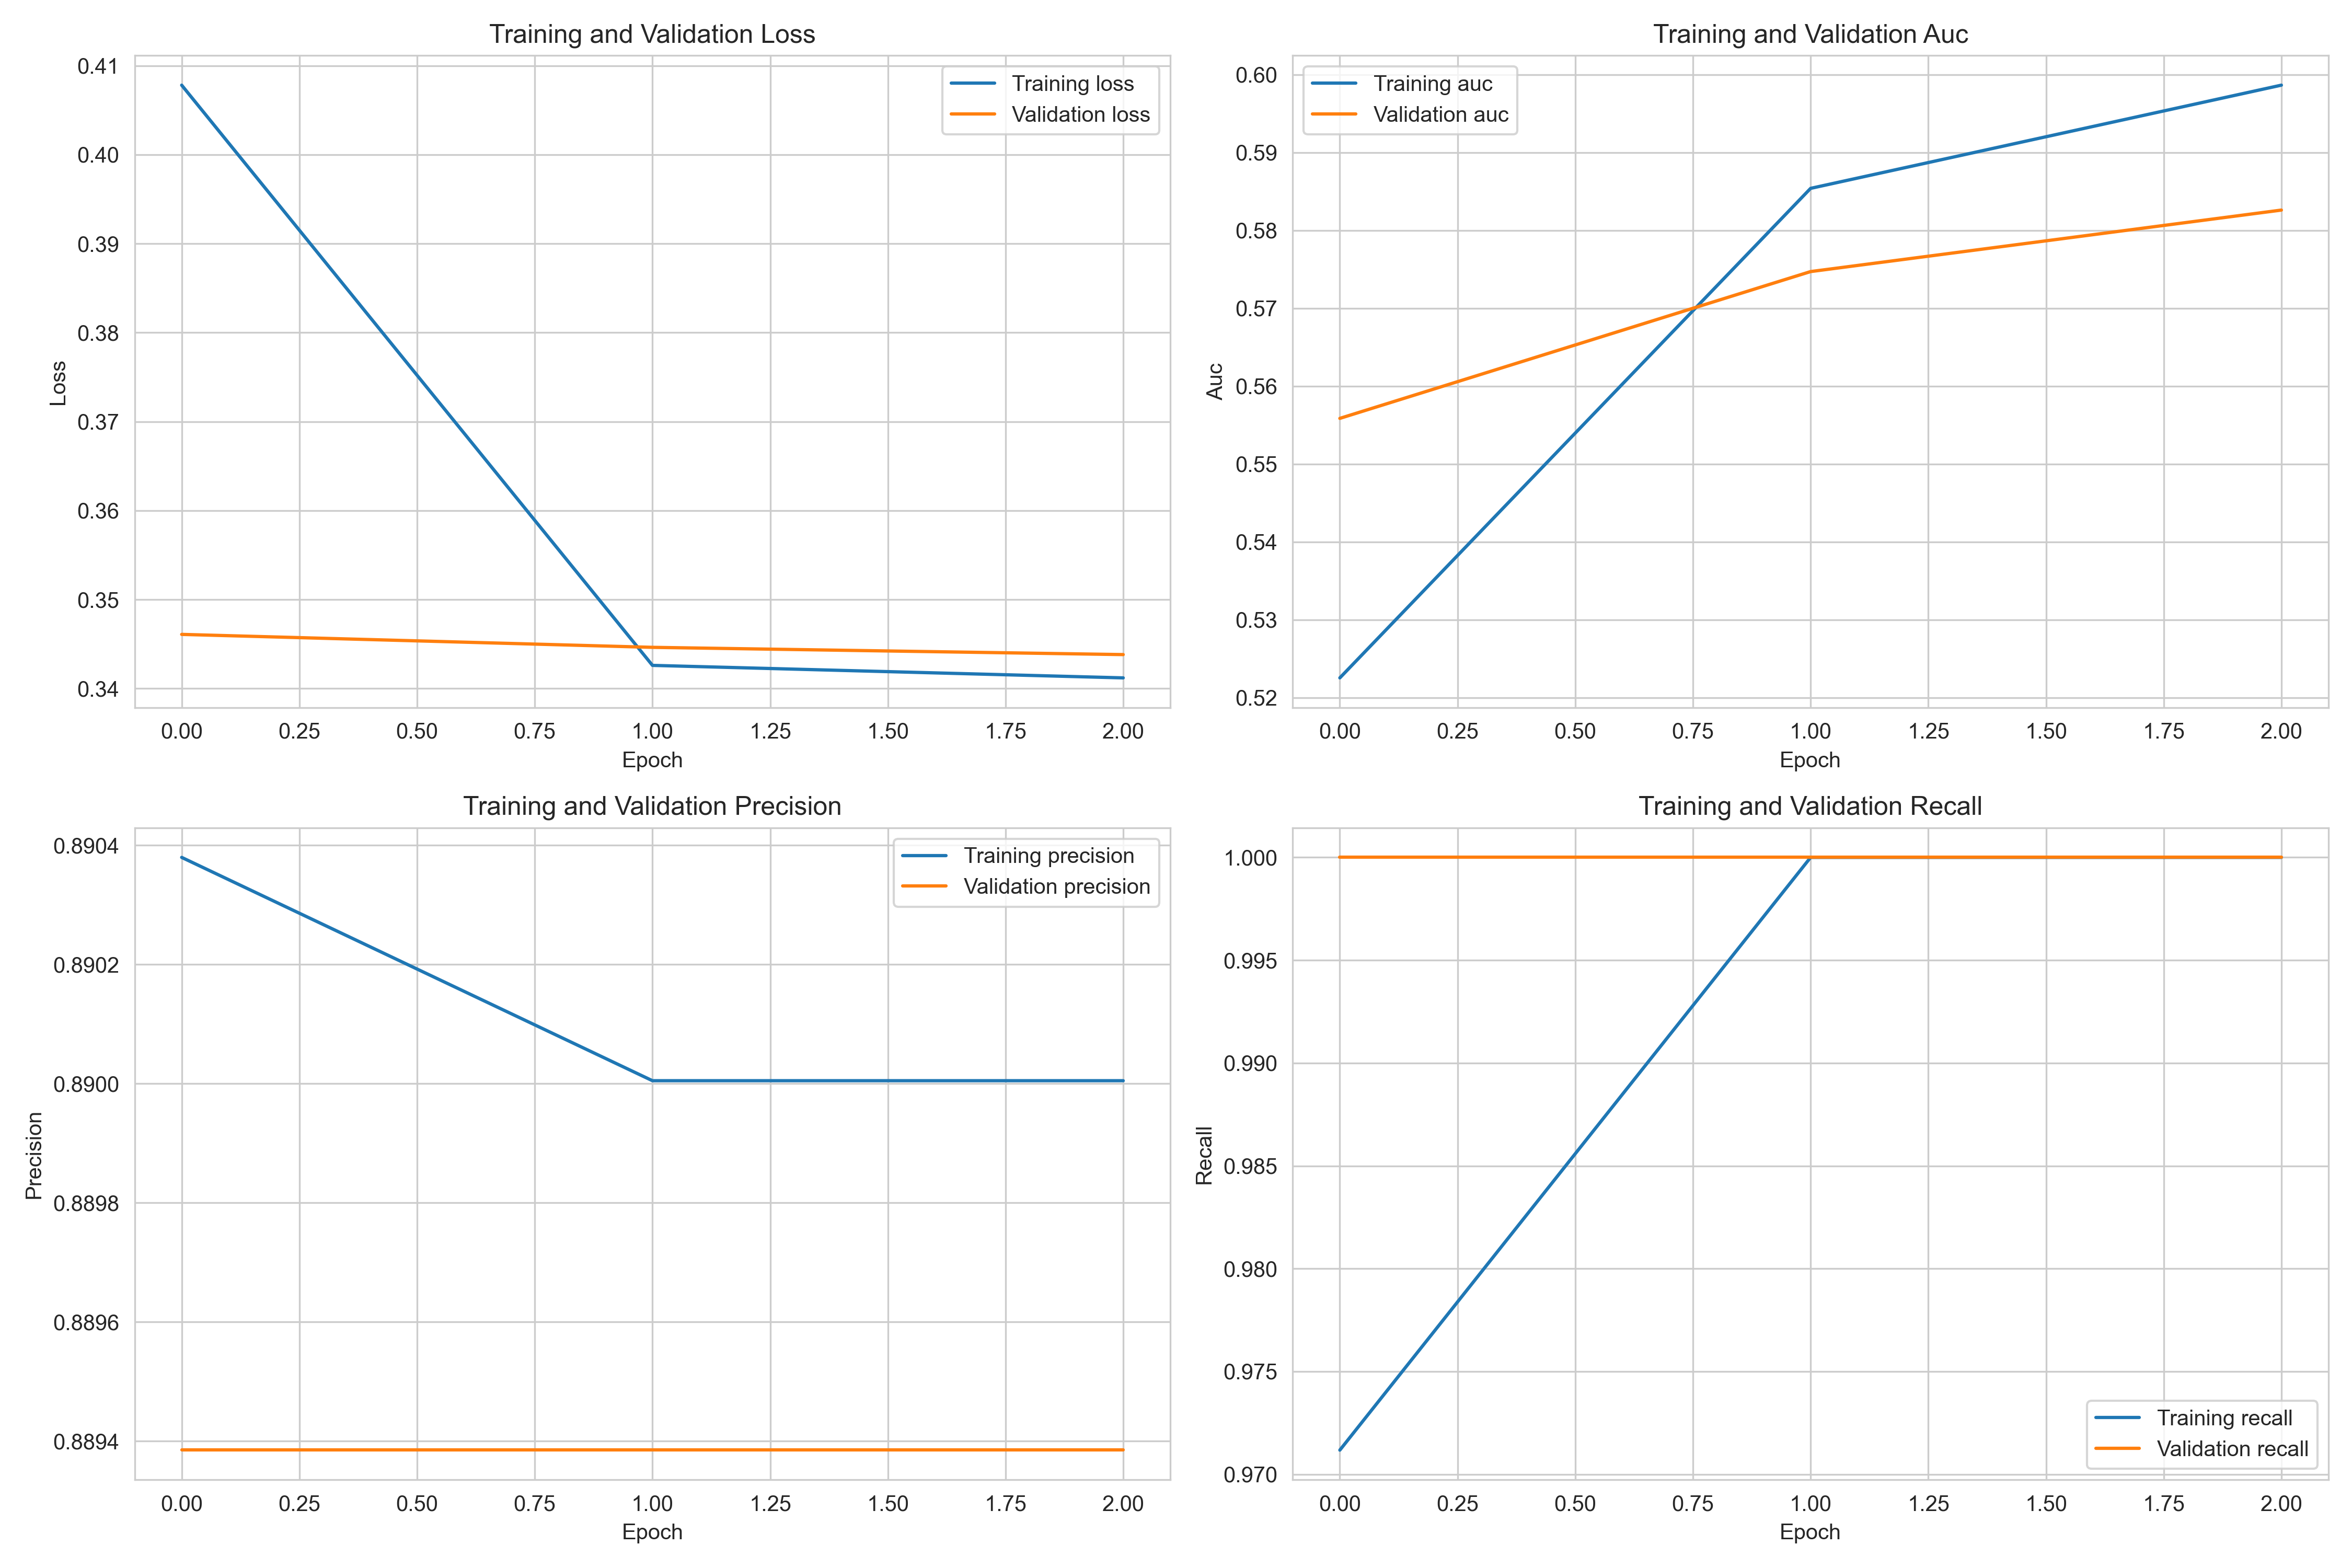 Training and Validation Loss
0.41
0.40
0.39
0.38
0.37
0.36
0.35
0.34
Loss
Training loss
Validation loss
0.00 0.25 0.50 0.75 1.00 1.25 1.50 1.75 2.00
Epoch
Training and Validation Auc
0.60
0.59
0.58
0.57
0.56
0.55
0.54
0.53
0.52
Auc
Training auc
Validation auc
0.00 0.25 0.50 0.75 1.00 1.25 1.50 1.75 2.00
Epoch
Training and Validation Precision
0.8904
0.8902
0.8900
0.8898
0.8896
0.8894
Precision
Training precision
Validation precision
0.00 0.25 0.50 0.75 1.00 1.25 1.50 1.75 2.00
Epoch
Training and Validation Recall
1.000
0.995
0.990
0.985
0.980
0.975
0.970
Recall
Training recall
Validation recall
0.00 0.25 0.50 0.75 1.00 1.25 1.50 1.75 2.00
Epoch